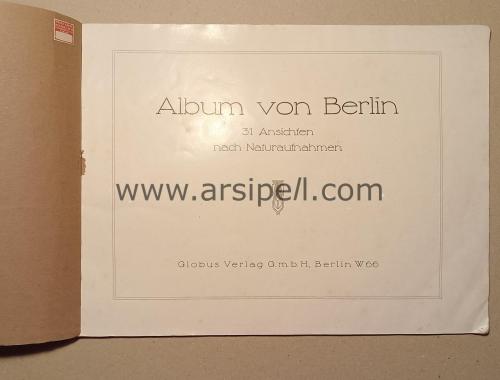 Album von Berlin
31 Ansichten
nach Naturaufnahmen
www.arsipell.com
Globus Verlag G.m.b.H, Berlin W66